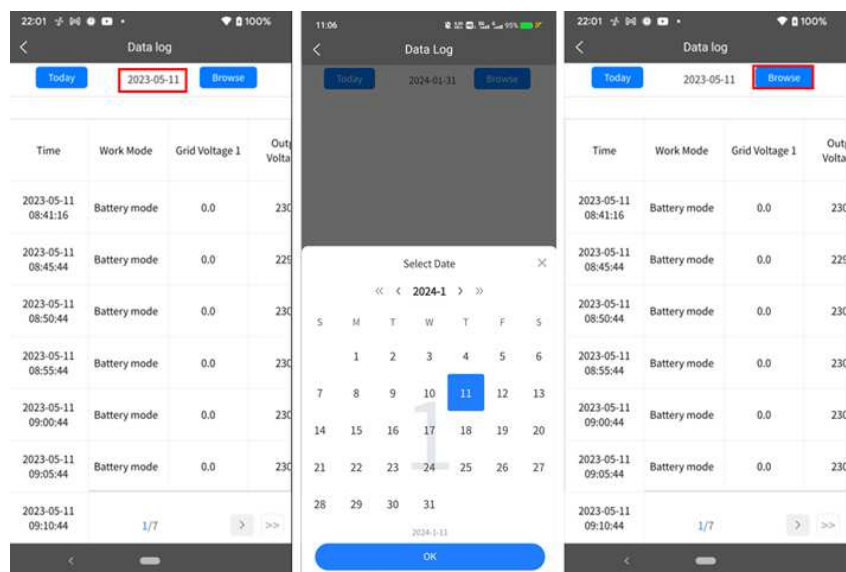 22:01 100%
Data log
Today 2023-05-11 Browse
Time Work Mode Grid Voltage 1
2023-05-11
08:41:16 Battery mode 0.0
2023-05-11
08:45:44 Battery mode 0.0 229
2023-05-11
08:50:44 Battery mode 0.0
2023-05-11
08:55:44 Battery mode 0.0
2023-05-11
09:00:44 Battery mode 0.0
2023-05-11
09:05:44 Battery mode 0.0
2023-05-11
09:10:44
1/7 > >>
11:06 95%
Data Log
Today 2024-01-31 Browse
Select Date ×
« < 2024-1 > »
S M T W T F S
1 2 3 4 5 6
7 8 9 10 11 12 13
14 15 16 17 18 19 20
21 22 23 24 25 26 27
28 29 30 31
1
2024-1-11
OK
22:01 100%
Data log
Today 2023-05-11 Browse
Time Work Mode Grid Voltage 1
2023-05-11
08:41:16 Battery mode 0.0 230
2023-05-11
08:45:44 Battery mode 0.0 229
2023-05-11
08:50:44 Battery mode 0.0 230
2023-05-11
08:55:44 Battery mode 0.0 230
2023-05-11
09:00:44 Battery mode 0.0 230
2023-05-11
09:05:44 Battery mode 0.0 230
2023-05-11
09:10:44
1/7 > >>